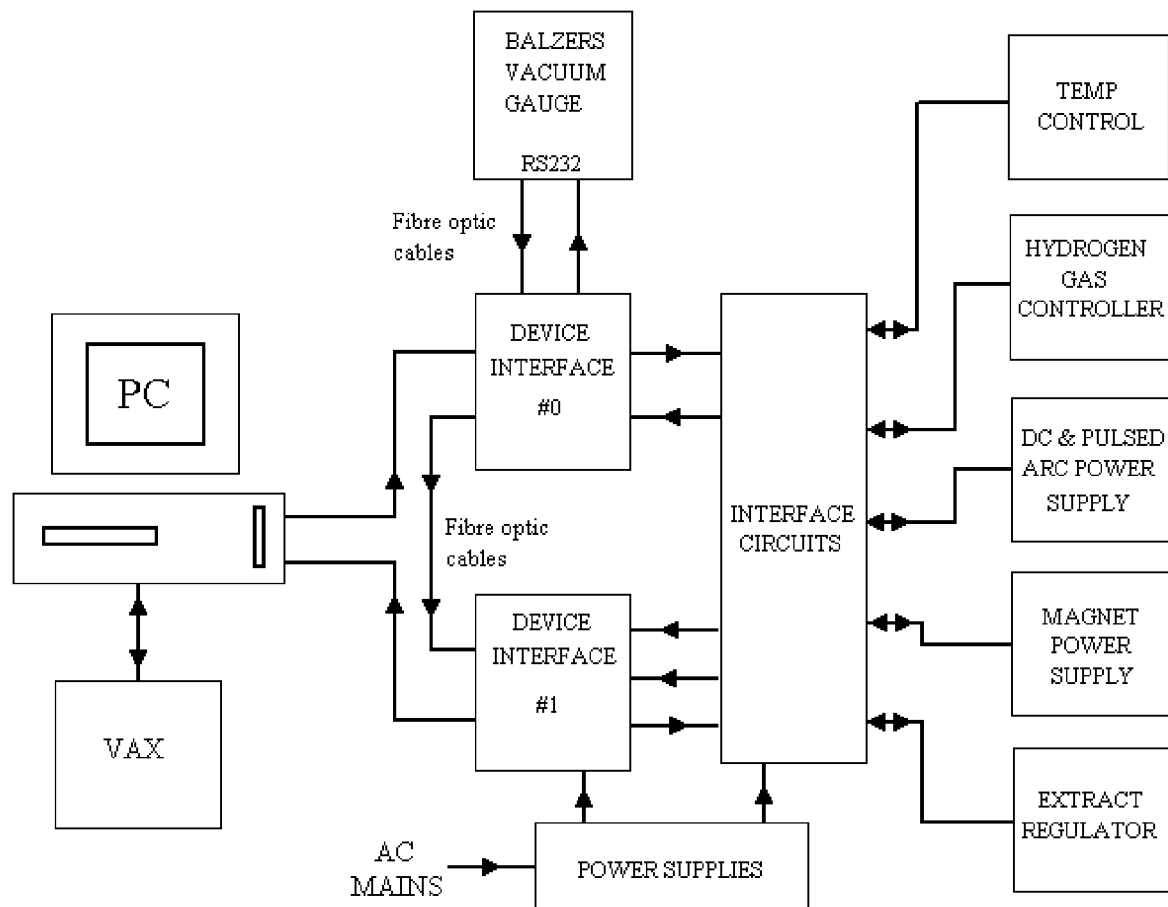 BALZERS
VACUUM
GAUGE
RS232
TEMP
CONTROL
Fibre optic
cables
HYDROGEN
GAS
CONTROLLER
PC
DEVICE
INTERFACE
#0
DC & PULSED
ARC POWER
SUPPLY
Fibre optic
cables
INTERFACE
CIRCUITS
DEVICE
INTERFACE
#1
MAGNET
POWER
SUPPLY
VAX
EXTRACT
REGULATOR
AC
MAINS
POWER SUPPLIES